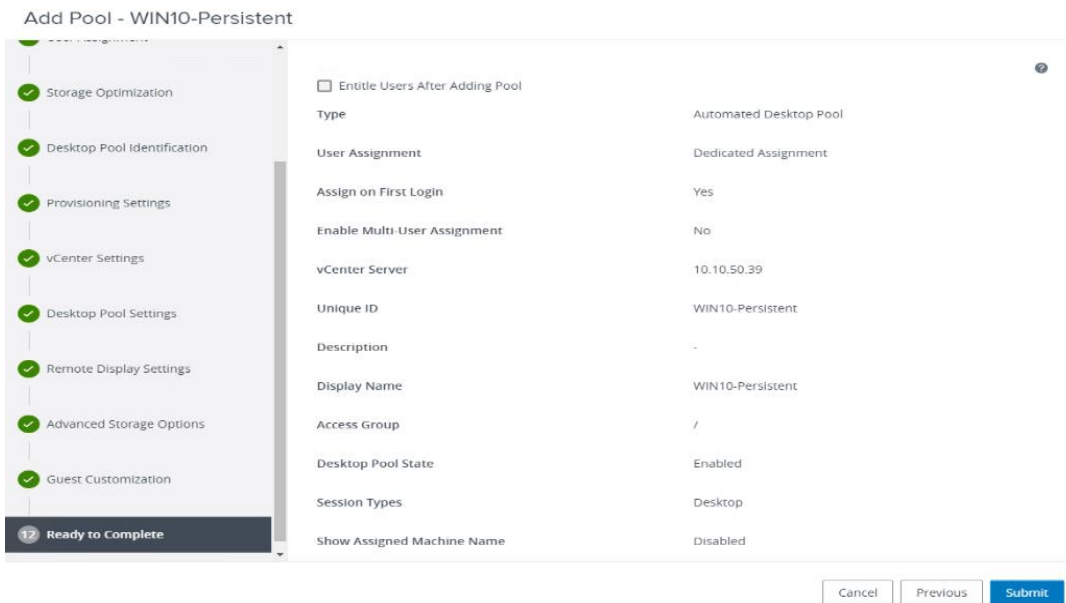 Add Pool - WIN10-Persistent
Storage Optimization
Desktop Pool Identification
Provisioning Settings
vCenter Settings
Desktop Pool Settings
Remote Display Settings
Advanced Storage Options
Guest Customization
12 Ready to Complete
Entitle Users After Adding Pool
Type Automated Desktop Pool
User Assignment Dedicated Assignment
Assign on First Login Yes
Enable Multi-User Assignment No
vCenter Server 10.10.50.39
Unique ID WIN10-Persistent
Description -
Display Name WIN10-Persistent
Access Group /
Desktop Pool State Enabled
Session Types Desktop
Show Assigned Machine Name Disabled
Cancel Previous Submit